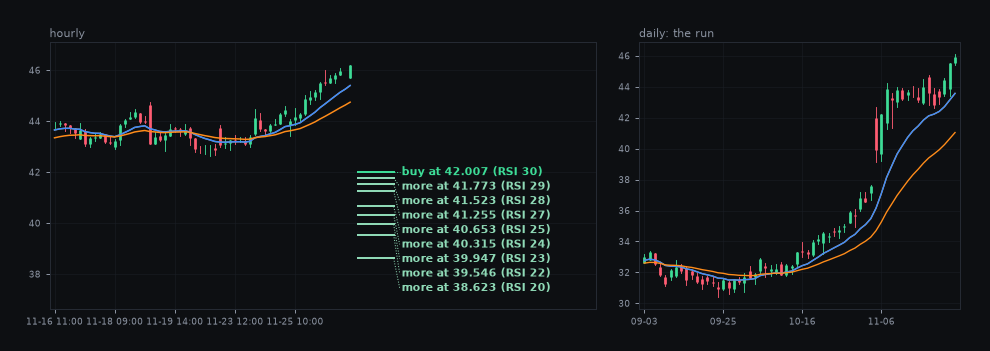 hourly
46
44
42
40
38
11-16 11:00 11-18 09:00 11-19 14:00 11-23 12:00 11-25 10:00
buy at 42.007 (RSI 30)
more at 41.773 (RSI 29)
more at 41.523 (RSI 28)
more at 41.255 (RSI 27)
more at 40.653 (RSI 25)
more at 40.315 (RSI 24)
more at 39.947 (RSI 23)
more at 39.546 (RSI 22)
more at 38.623 (RSI 20)
daily: the run
46
44
42
40
38
36
34
32
30
09-03 09-25 10-16 11-06